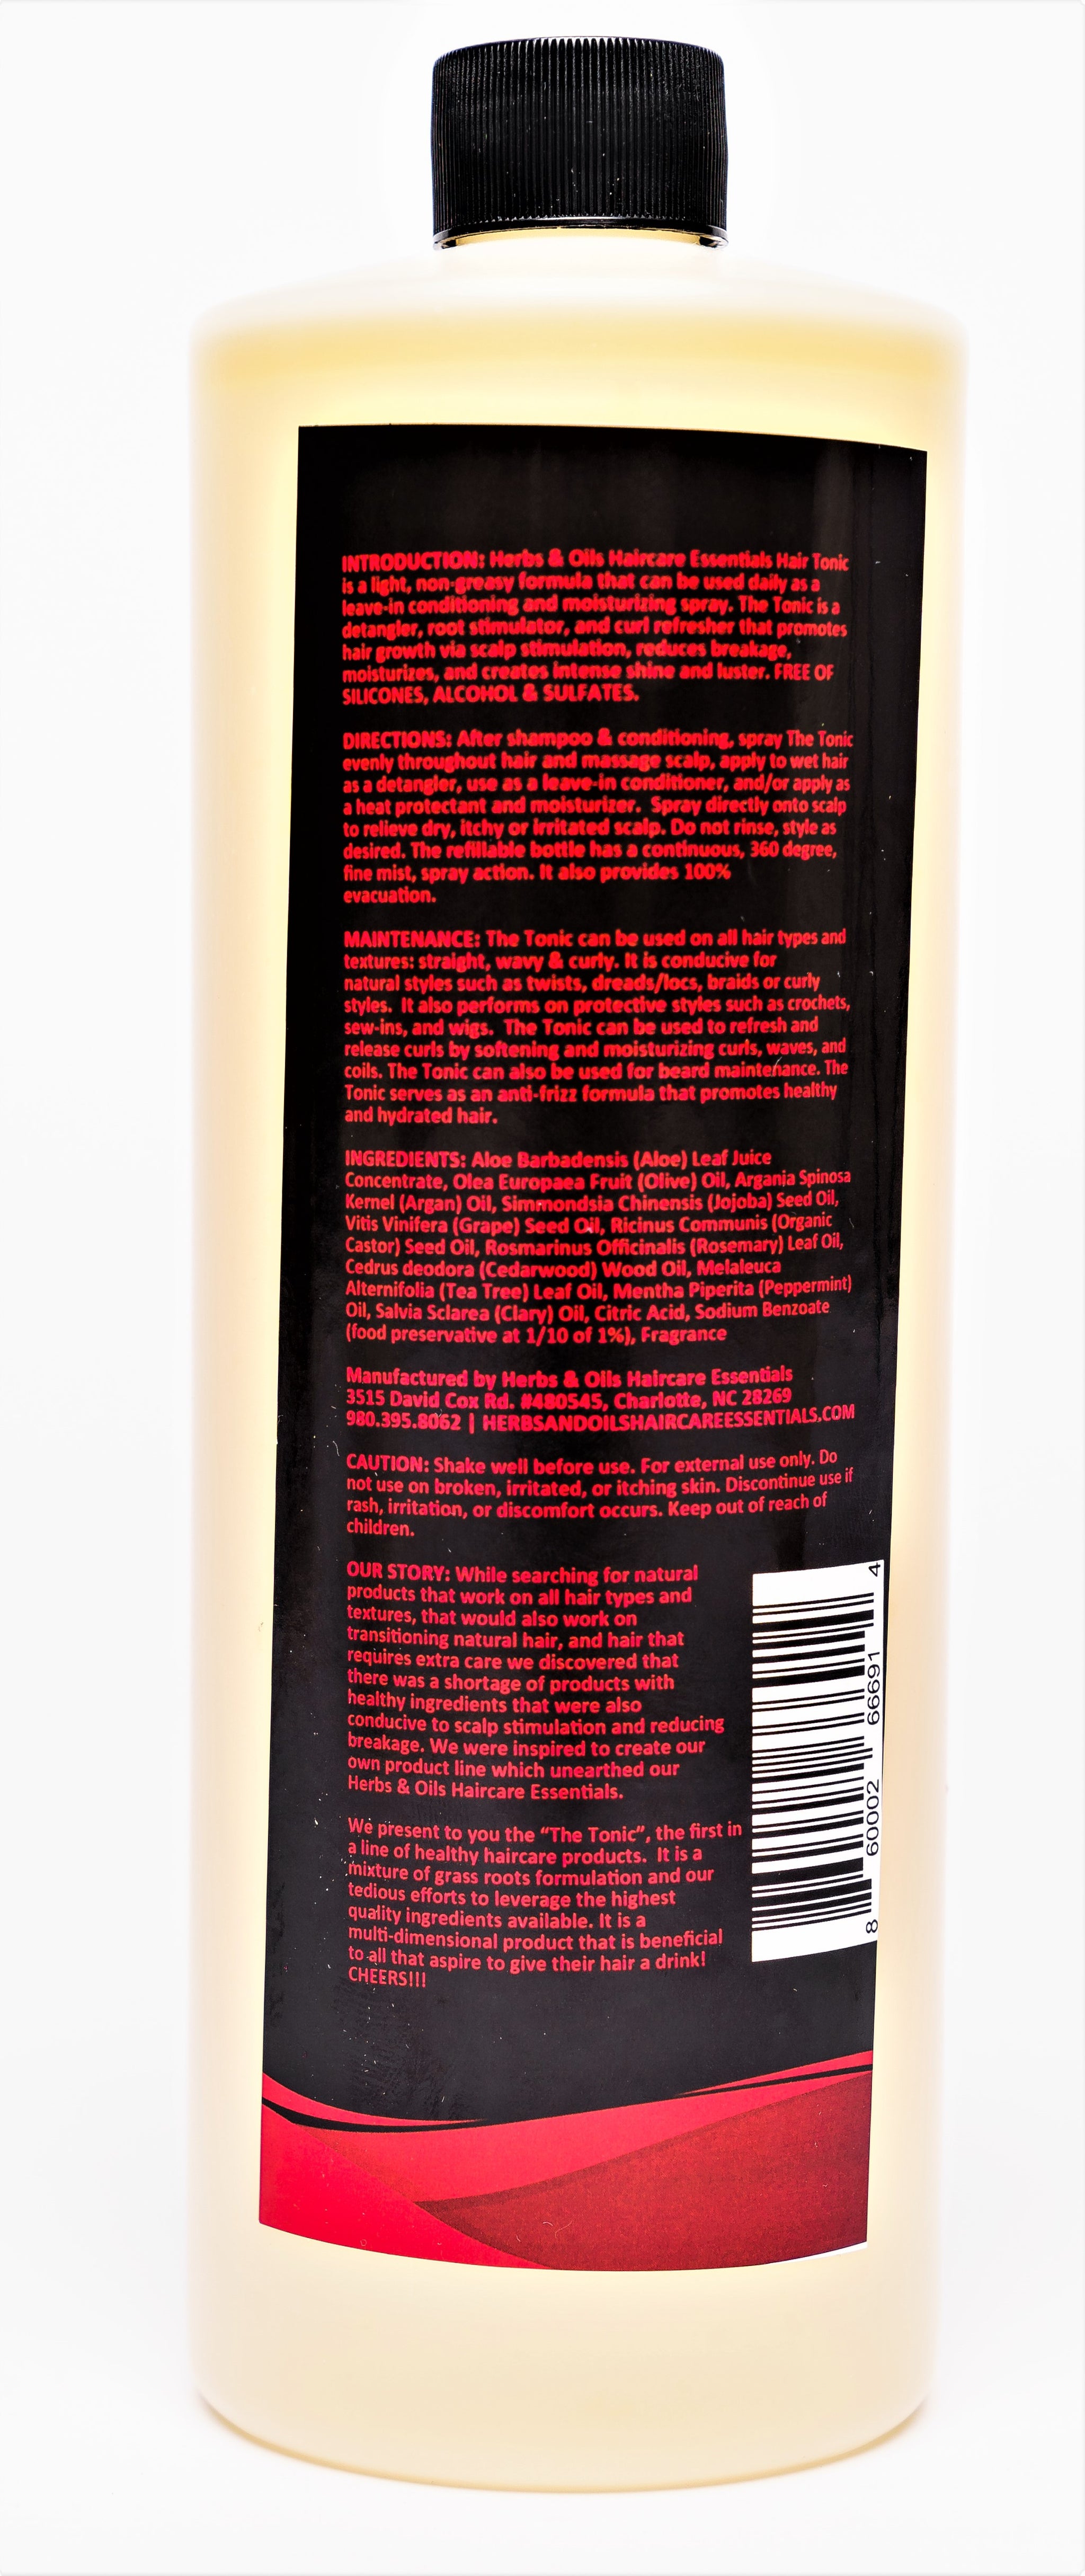 INTRODUCTION: Herbs & Oils Haircare Essentials Hair Tonic
is a light, non-greasy formula that can be used daily as a
leave-in conditioning and moisturizing spray. The Tonic is a
detangler, root stimulator, and curl refresher that promotes
hair growth via scalp stimulation, reduces breakage,
moisturizes, and creates intense shine and luster. FREE OF
SILICONES, ALCOHOL & SULFATES.
DIRECTIONS: After shampoo & conditioning, spray The Tonic
evenly throughout hair and massage scalp, apply to wet hair
as a detangler, use as a leave-in conditioner, and/or apply as
a heat protectant and moisturizer. Spray directly onto scalp
to relieve dry, itchy or irritated scalp. Do not rinse, style as
desired. The refillable bottle has a continuous, 360 degree,
fine mist, spray action. It also provides 100%
evacuation.
MAINTENANCE: The Tonic can be used on all hair types and
textures: straight, wavy & curly. It is conducive for
natural styles such as twists, dreads/locs, braids or curly
styles. It also performs on protective styles such as crochets,
sew-ins, and wigs. The Tonic can be used to refresh and
release curls by softening and moisturizing curls, waves, and
coils. The Tonic can also be used for beard maintenance. The
Tonic serves as an anti-frizz formula that promotes healthy
and hydrated hair.
INGREDIENTS: Aloe Barbadensis (Aloe) Leaf Juice
Concentrate, Olea Europaea Fruit (Olive) Oil, Argania Spinosa
Kernel (Argan) Oil, Simmondsia Chinensis (Jojoba) Seed Oil,
Vitis Vinifera (Grape) Seed Oil, Ricinus Communis (Organic
Castor) Seed Oil, Rosmarinus Officinalis (Rosemary) Leaf Oil,
Cedrus deodora (Cedarwood) Wood Oil, Melaleuca
Alternifolia (Tea Tree) Leaf Oil, Mentha Piperita (Peppermint)
Oil, Salvia Sclarea (Clary) Oil, Citric Acid, Sodium Benzoate
(food preservative at 1/10 of 1%), Fragrance
Manufactured by Herbs & Oils Haircare Essentials
3515 David Cox Rd. #480545, Charlotte, NC 28269
980.395.8062 | HERBSANDOILSHAIRCAREESSENTIALS.COM
CAUTION: Shake well before use. For external use only. Do
not use on broken, irritated, or itching skin. Discontinue use if
rash, irritation, or discomfort occurs. Keep out of reach of
children.
OUR STORY: While searching for natural
products that work on all hair types and
textures, that would also work on
transitioning natural hair, and hair that
requires extra care we discovered that
there was a shortage of products with
healthy ingredients that were also
conducive to scalp stimulation and reducing
breakage. We were inspired to create our
own product line which unearthed our
Herbs & Oils Haircare Essentials.
We present to you the “The Tonic”, the first in
a line of healthy haircare products. It is a
mixture of grass roots formulation and our
tedious efforts to leverage the highest
quality ingredients available. It is a
multi-dimensional product that is beneficial
to all that aspire to give their hair a drink!
CHEERS!!!
8 60002 66691 4